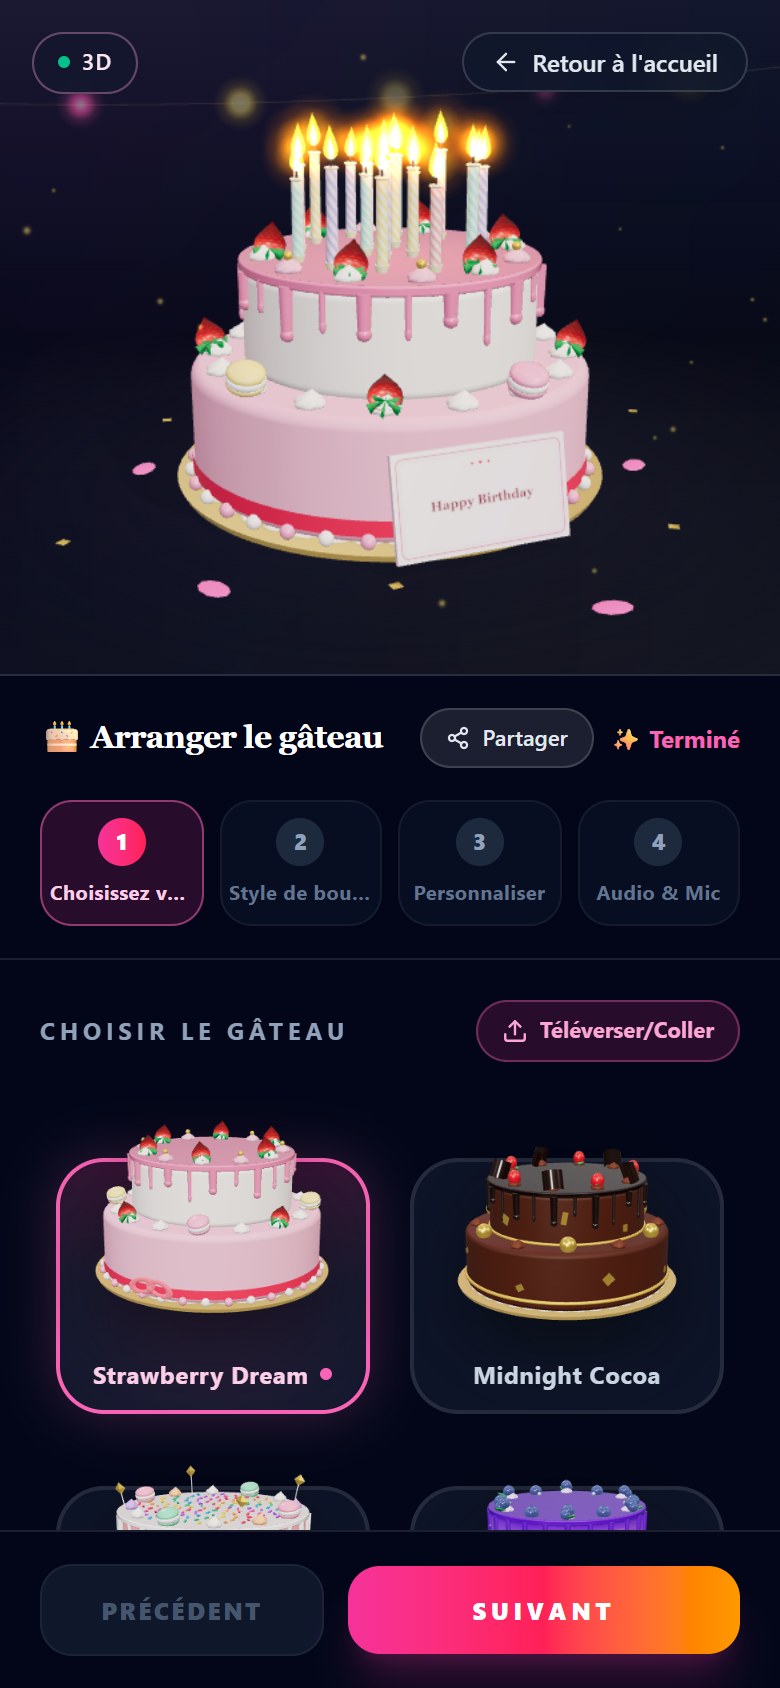 3D
Retour à l'accueil
Happy Birthday
Arranger le gâteau
Partager
Terminé
1
Choisissez v...
2
Style de bou...
3
Personnaliser
4
Audio & Mic
CHOISIR LE GÂTEAU
Téléverser/Coller
Strawberry Dream
Midnight Cocoa
PRÉCÉDENT
SUIVANT